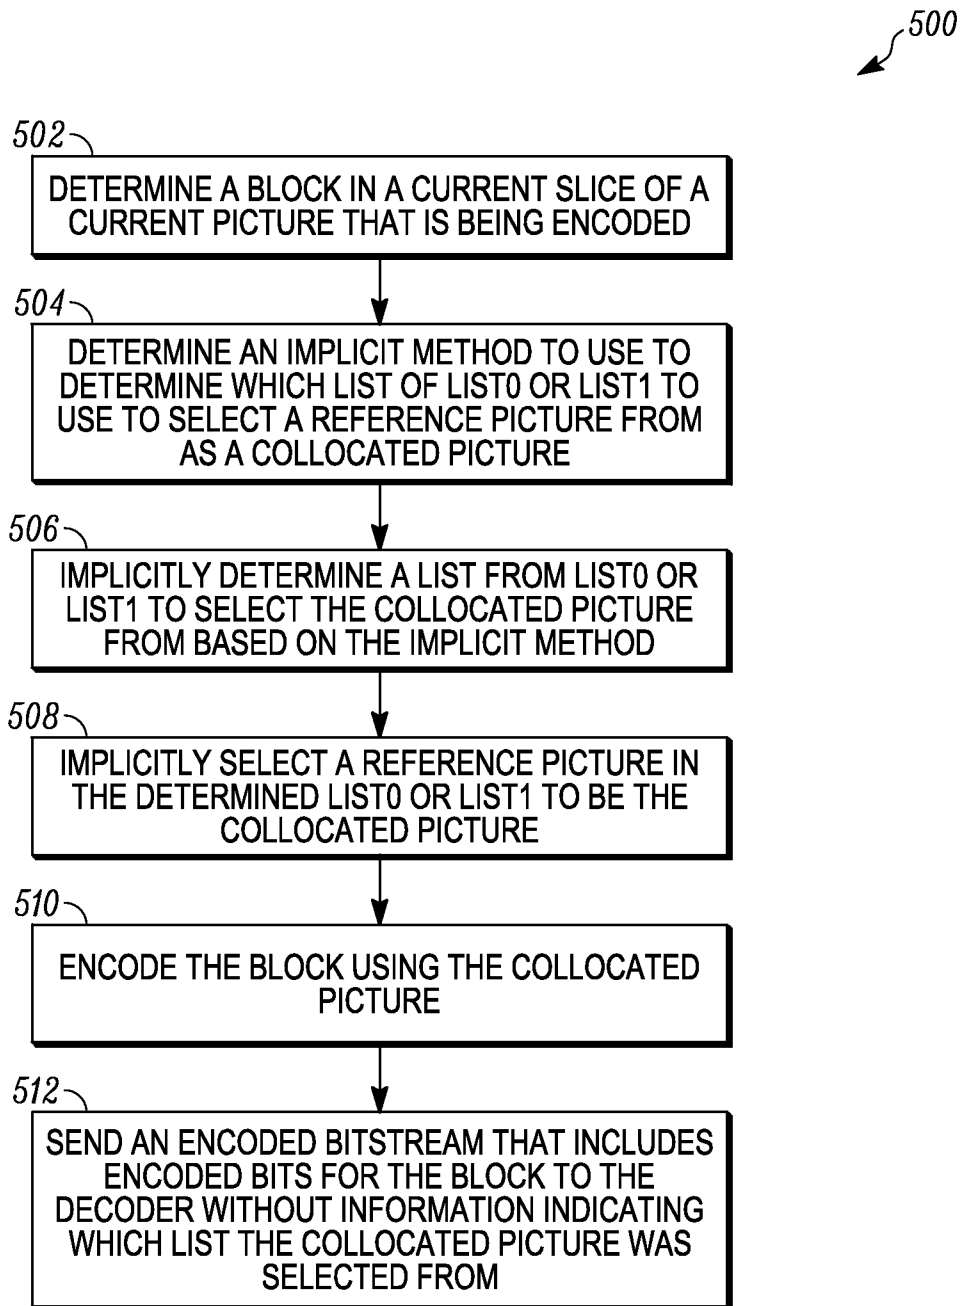 500
502
DETERMINE A BLOCK IN A CURRENT SLICE OF A
CURRENT PICTURE THAT IS BEING ENCODED
504
DETERMINE AN IMPLICIT METHOD TO USE TO
DETERMINE WHICH LIST OF LIST0 OR LIST1 TO
USE TO SELECT A REFERENCE PICTURE FROM
AS A COLLOCATED PICTURE
506
IMPLICITLY DETERMINE A LIST FROM LIST0 OR
LIST1 TO SELECT THE COLLOCATED PICTURE
FROM BASED ON THE IMPLICIT METHOD
508
IMPLICITLY SELECT A REFERENCE PICTURE IN
THE DETERMINED LIST0 OR LIST1 TO BE THE
COLLOCATED PICTURE
510
ENCODE THE BLOCK USING THE COLLOCATED
PICTURE
512
SEND AN ENCODED BITSTREAM THAT INCLUDES
ENCODED BITS FOR THE BLOCK TO THE
DECODER WITHOUT INFORMATION INDICATING
WHICH LIST THE COLLOCATED PICTURE WAS
SELECTED FROM